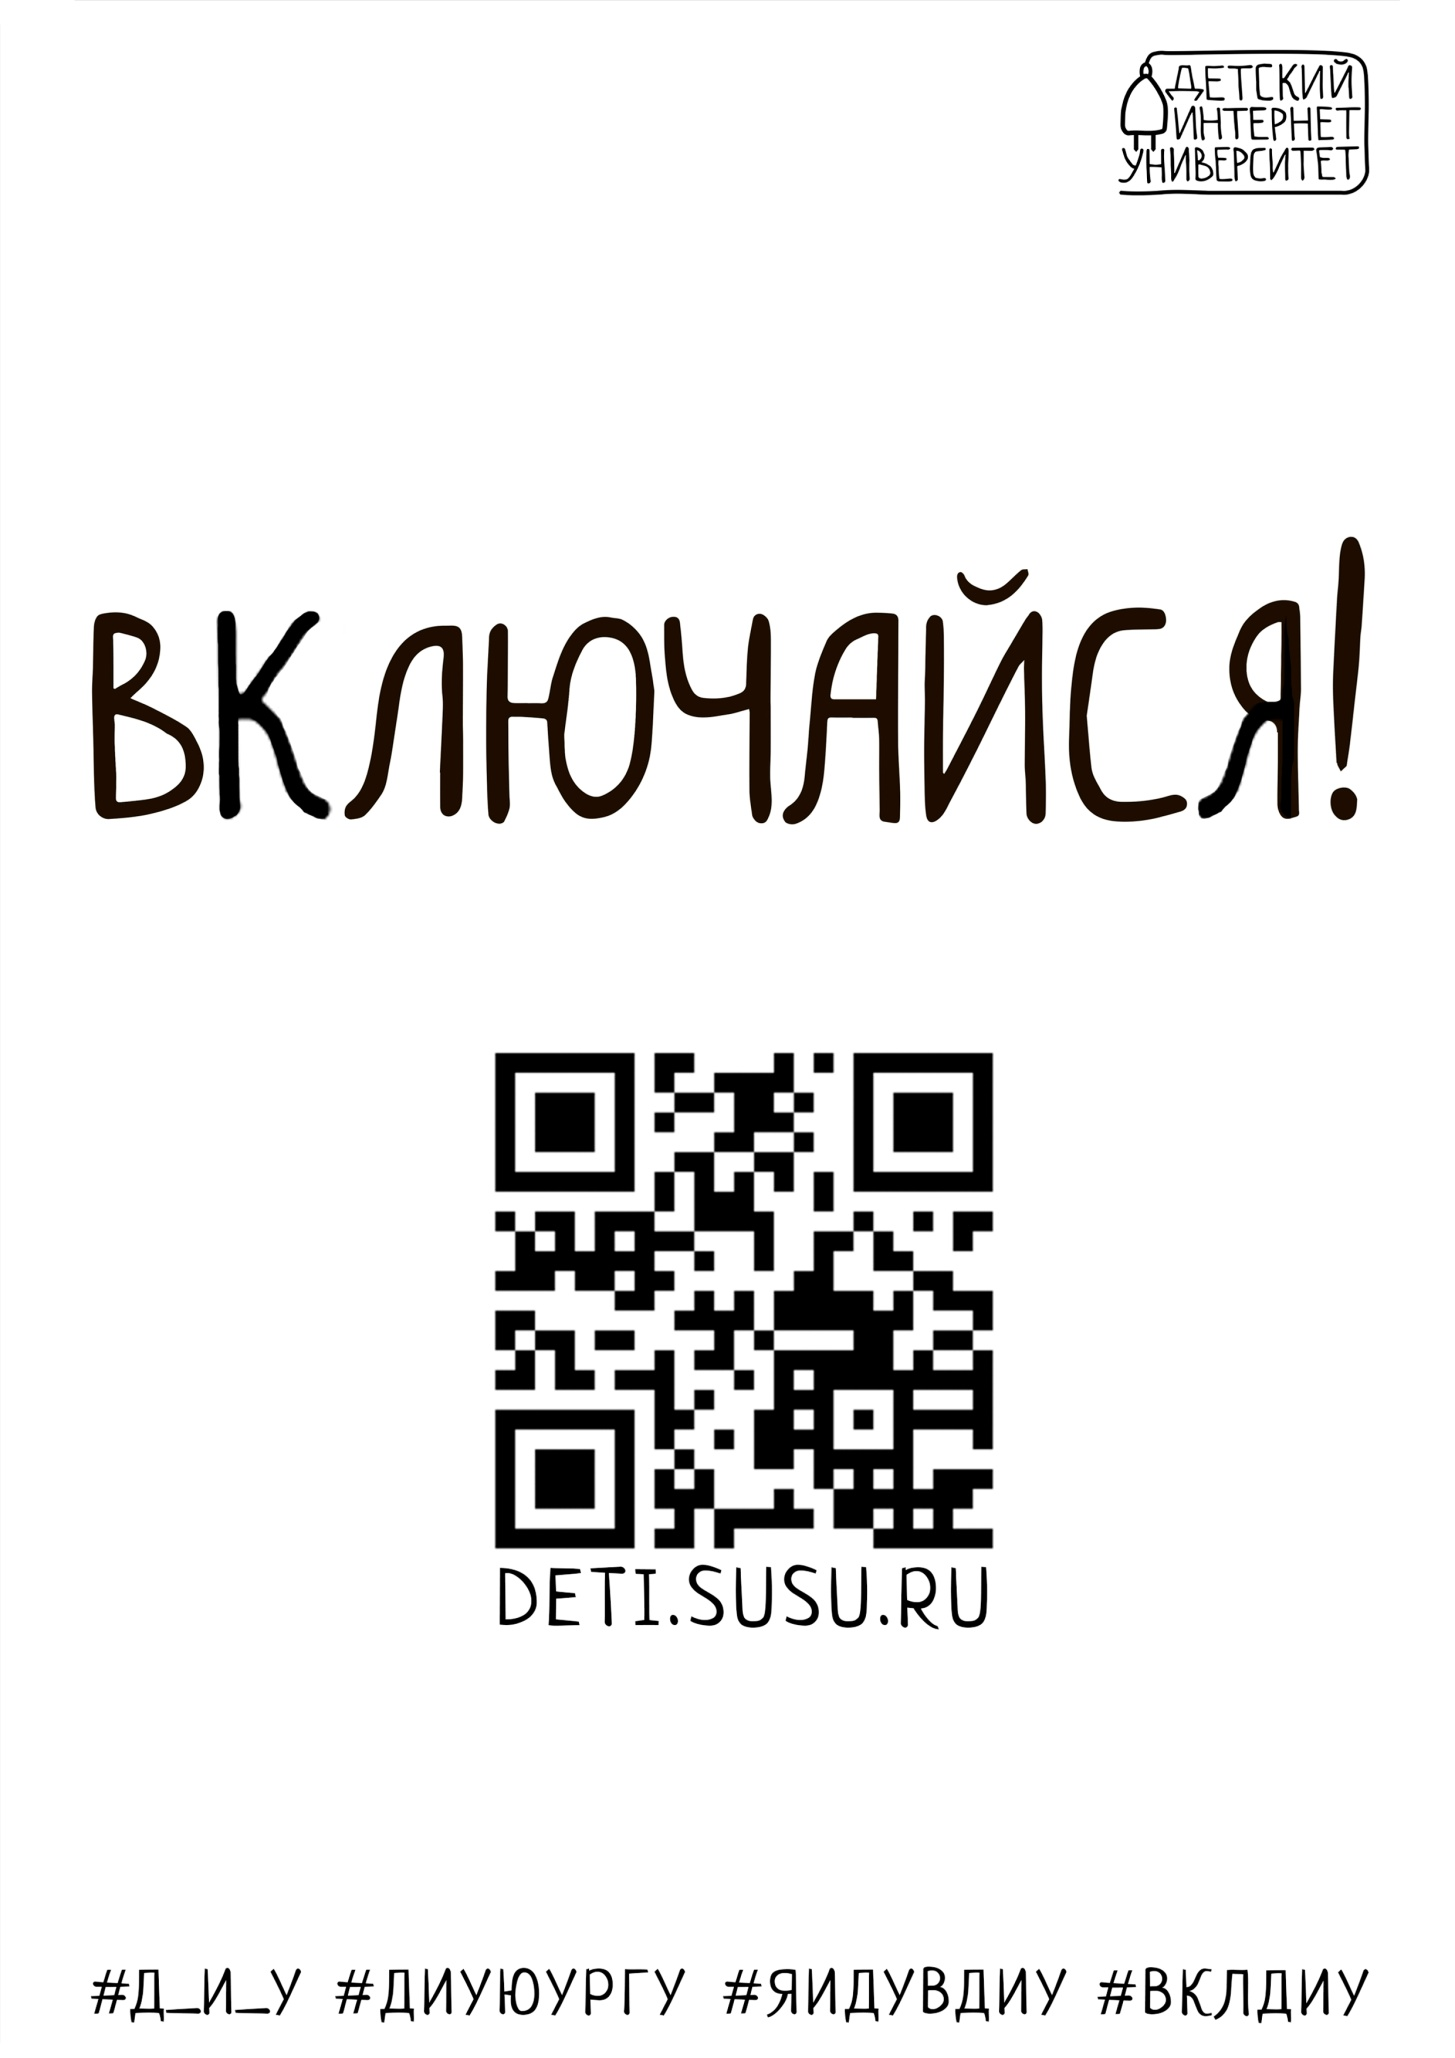 ДЕТСКИЙ
ИНТЕРНЕТ
УНИВЕРСИТЕТ
ВКЛЮЧАЙСЯ!
DETI.SUSU.RU
#Д_И_У #ДИУЮУРГУ #ЯИДУВДИУ #ВКЛДИУ